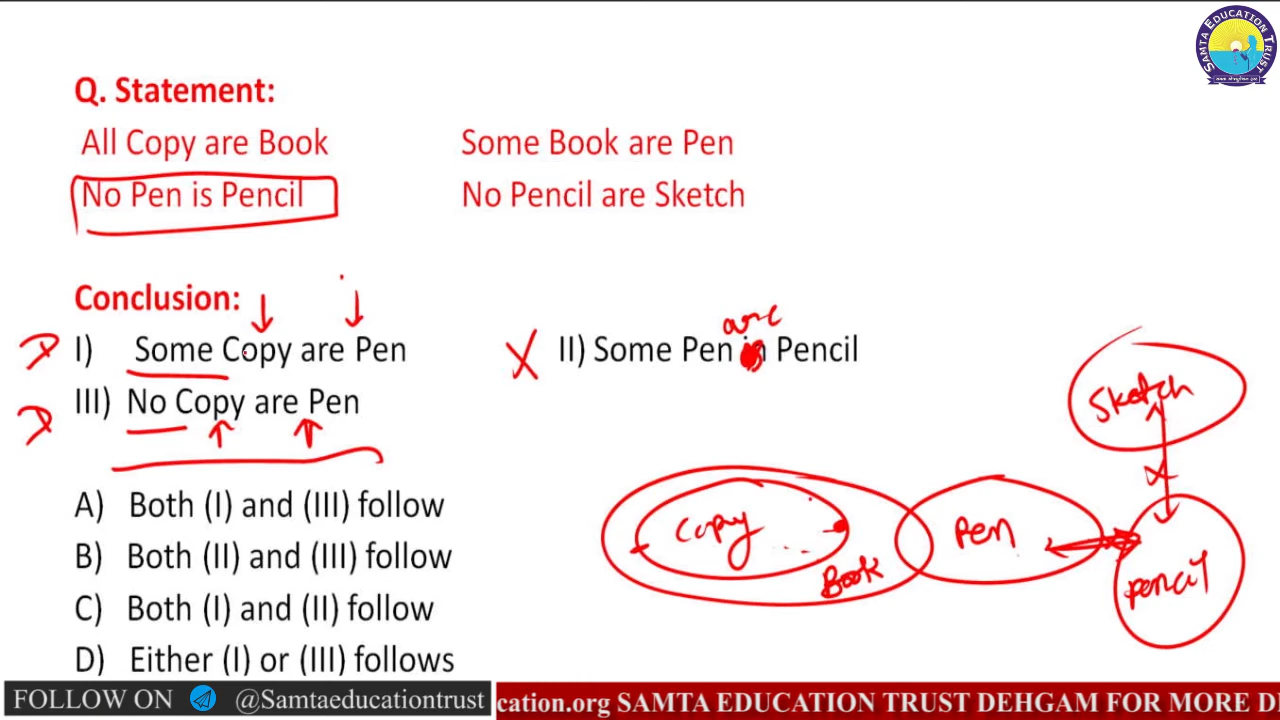 SAMTA EDUCATION TRUST
Q. Statement:
All Copy are Book Some Book are Pen
No Pen is Pencil No Pencil are Sketch
Conclusion:
are
I) Some Copy are Pen II) Some Pen Pencil
III) No Copy are Pen
Sketch
A) Both (I) and (III) follow
Copy Pen
B) Both (II) and (III) follow
Book Pencil
C) Both (I) and (II) follow
D) Either (I) or (III) follows
FOLLOW ON @Samtaeducationtrust cation.org SAMTA EDUCATION TRUST DEHGAM FOR MORE